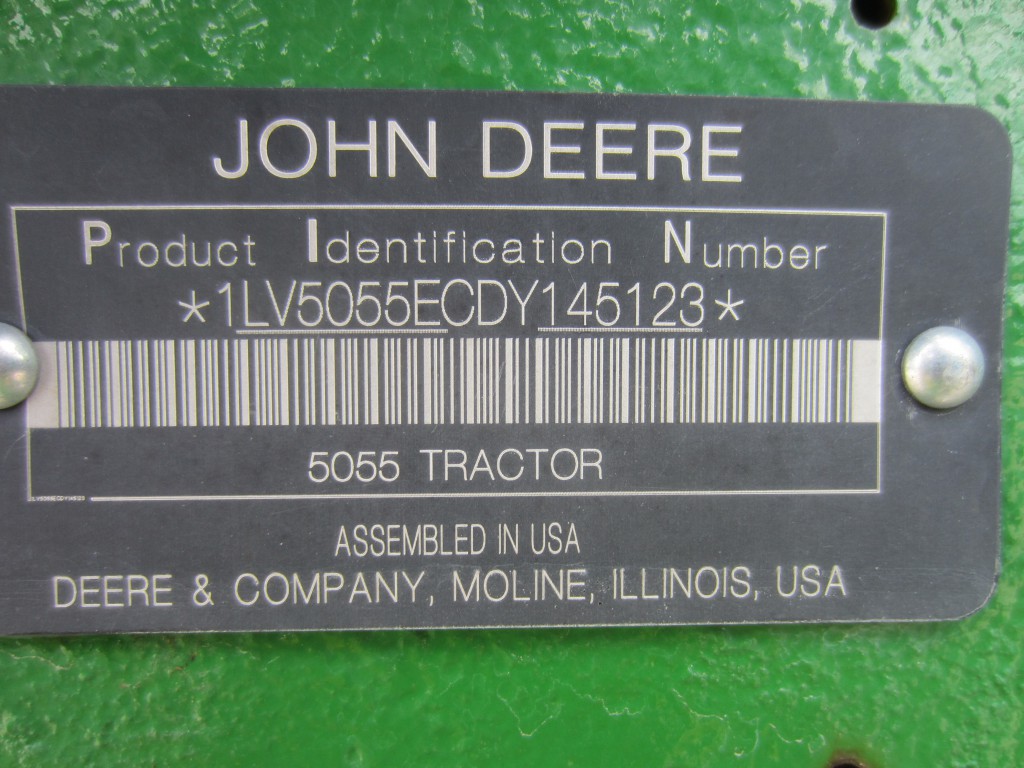 JOHN DEERE
Product Identification Number
*1LV5055ECDY145123*
5055 TRACTOR
ASSEMBLED IN USA
DEERE & COMPANY, MOLINE, ILLINOIS, USA